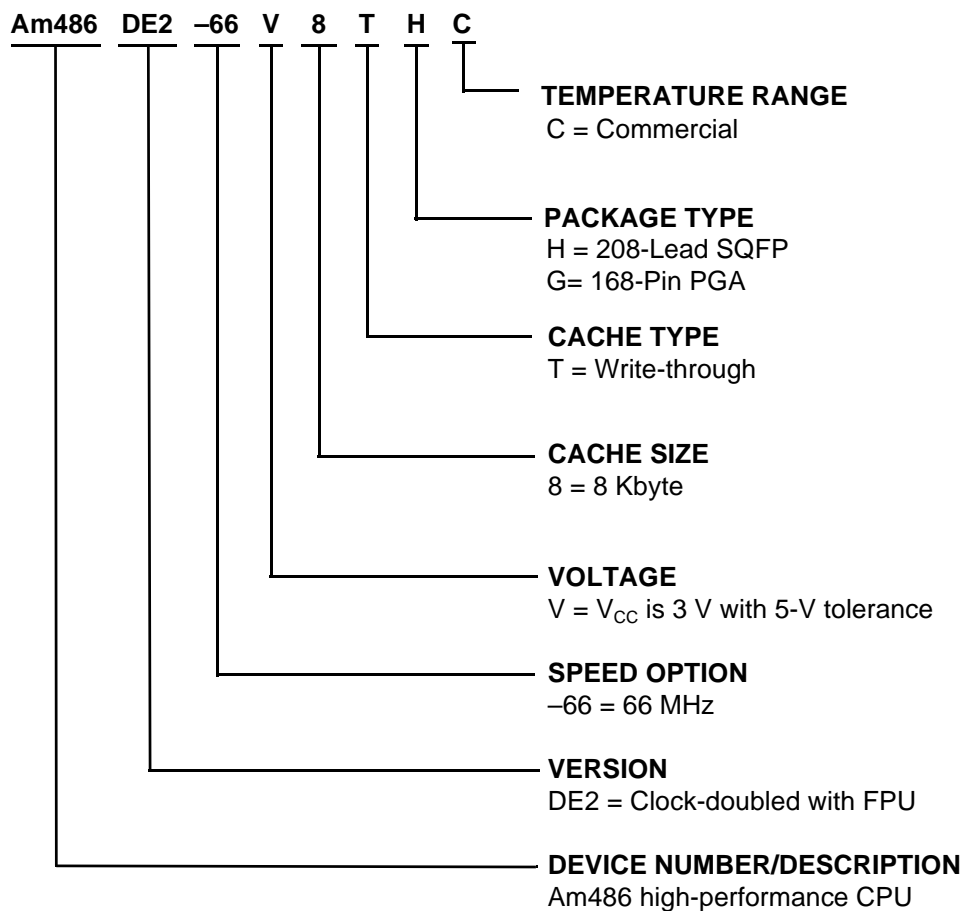 Am486 DE2 –66 V 8 T H C
TEMPERATURE RANGE
C = Commercial
PACKAGE TYPE
H = 208-Lead SQFP
G= 168-Pin PGA
CACHE TYPE
T = Write-through
CACHE SIZE
8 = 8 Kbyte
VOLTAGE
V = VCC is 3 V with 5-V tolerance
SPEED OPTION
–66 = 66 MHz
VERSION
DE2 = Clock-doubled with FPU
DEVICE NUMBER/DESCRIPTION
Am486 high-performance CPU